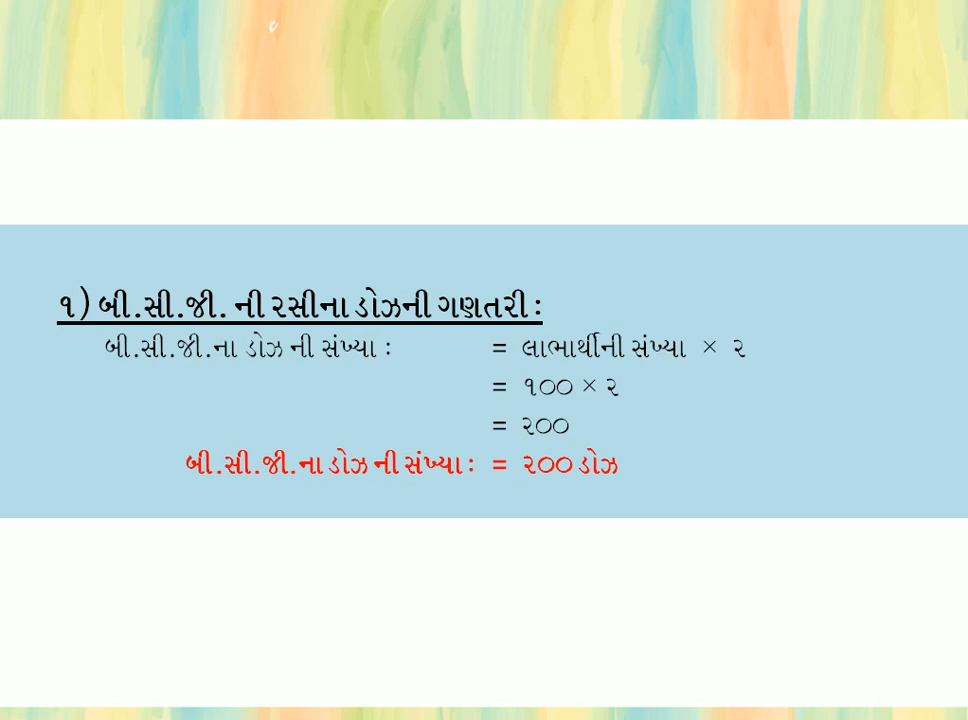 ૧) બી.સી.જી. ની રસીના ડોઝની ગણતરી :
બી.સી.જી.ના ડોઝ ની સંખ્યા : = લાભાર્થીની સંખ્યા × ૨
= ૧૦૦ × ૨
= ૨૦૦
બી.સી.જી.ના ડોઝ ની સંખ્યા : = ૨૦૦ ડોઝ